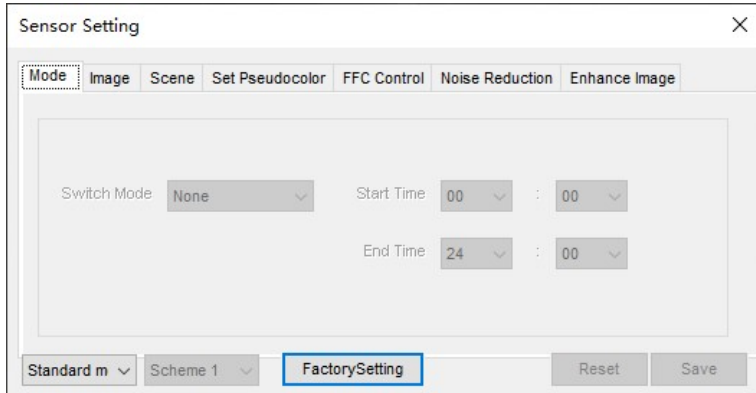 Sensor Setting
Mode Image Scene Set Pseudocolor FFC Control Noise Reduction Enhance Image
Switch Mode None Start Time 00 : 00
End Time 24 : 00
Standard m Scheme 1 FactorySetting Reset Save